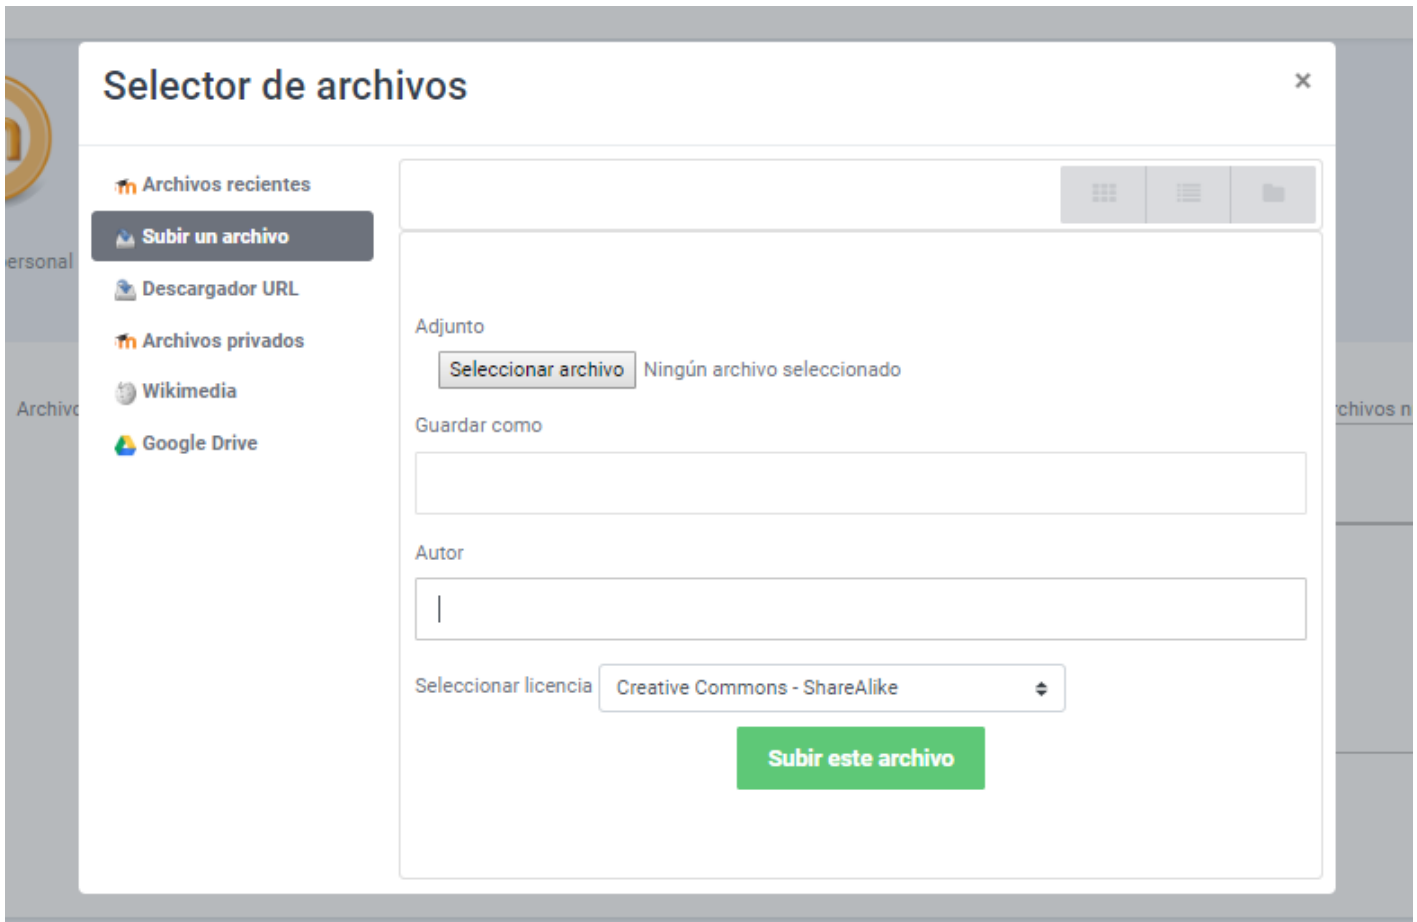 Selector de archivos
×
Archivos recientes
Subir un archivo
Descargador URL
Archivos privados
Wikimedia
Google Drive
Adjunto
Seleccionar archivo Ningún archivo seleccionado
Guardar como
Autor
Seleccionar licencia Creative Commons - ShareAlike
Subir este archivo
ersonal
Archivo
chivos n